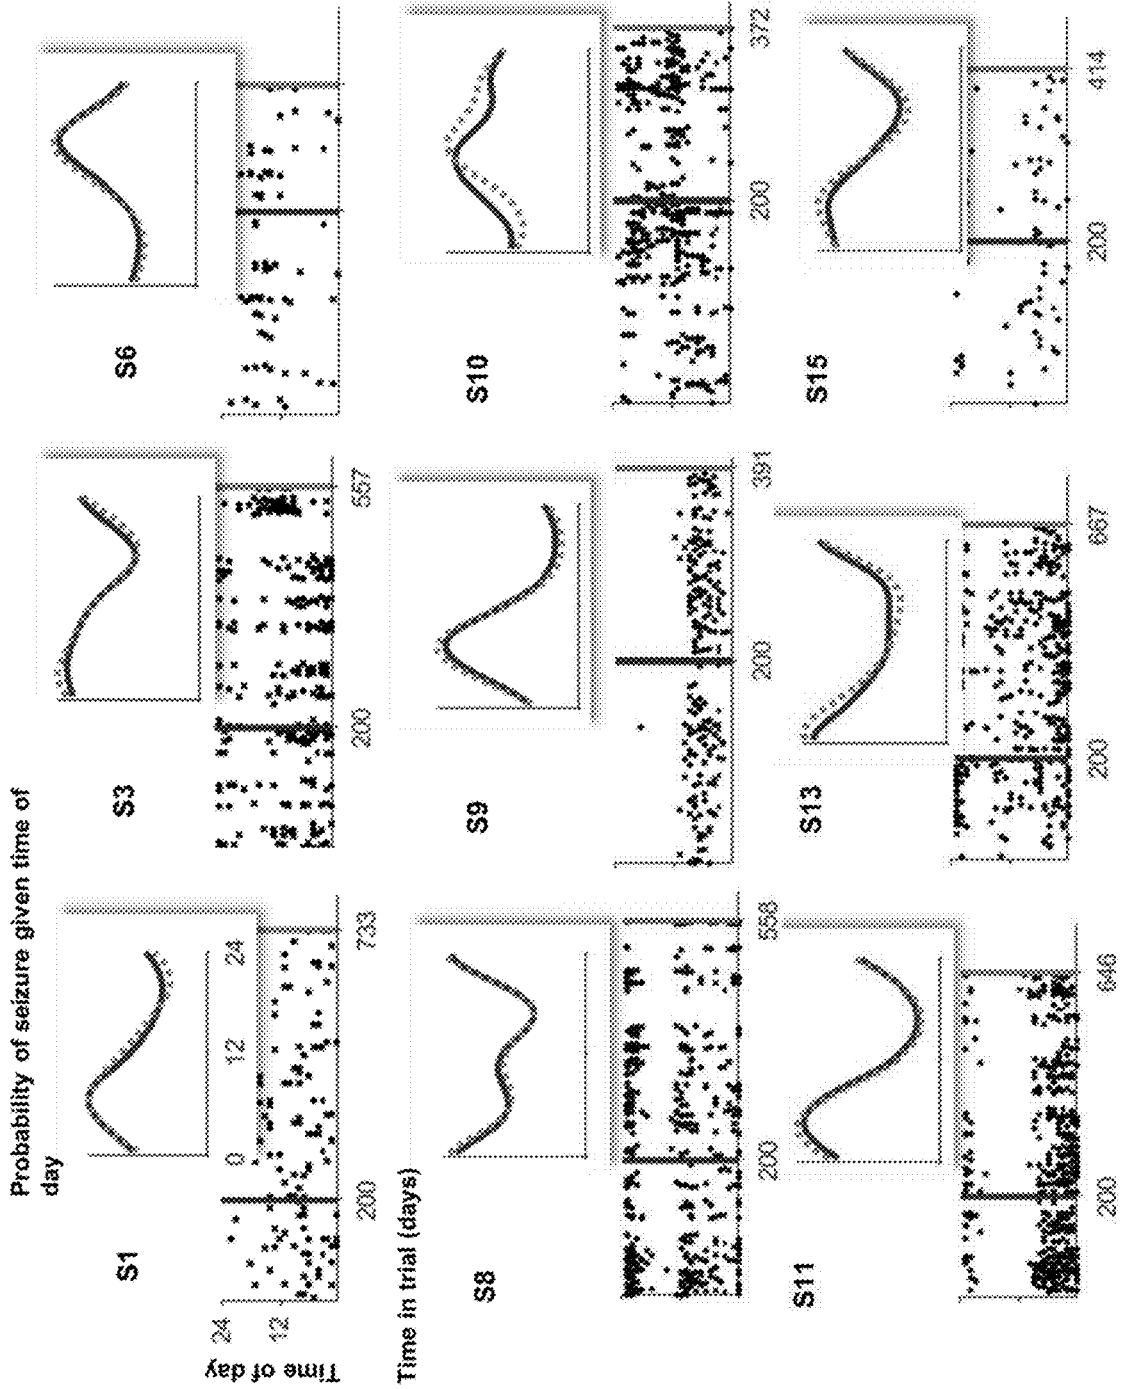 Probability of seizure given time of
day
S1
0 12 24
Time of day
24
12
200 733
S3
200 557
S6
Time in trial (days)
S8
200 558
S9
200 391
S10
200 372
S11
200 646
S13
200 667
S15
200 414